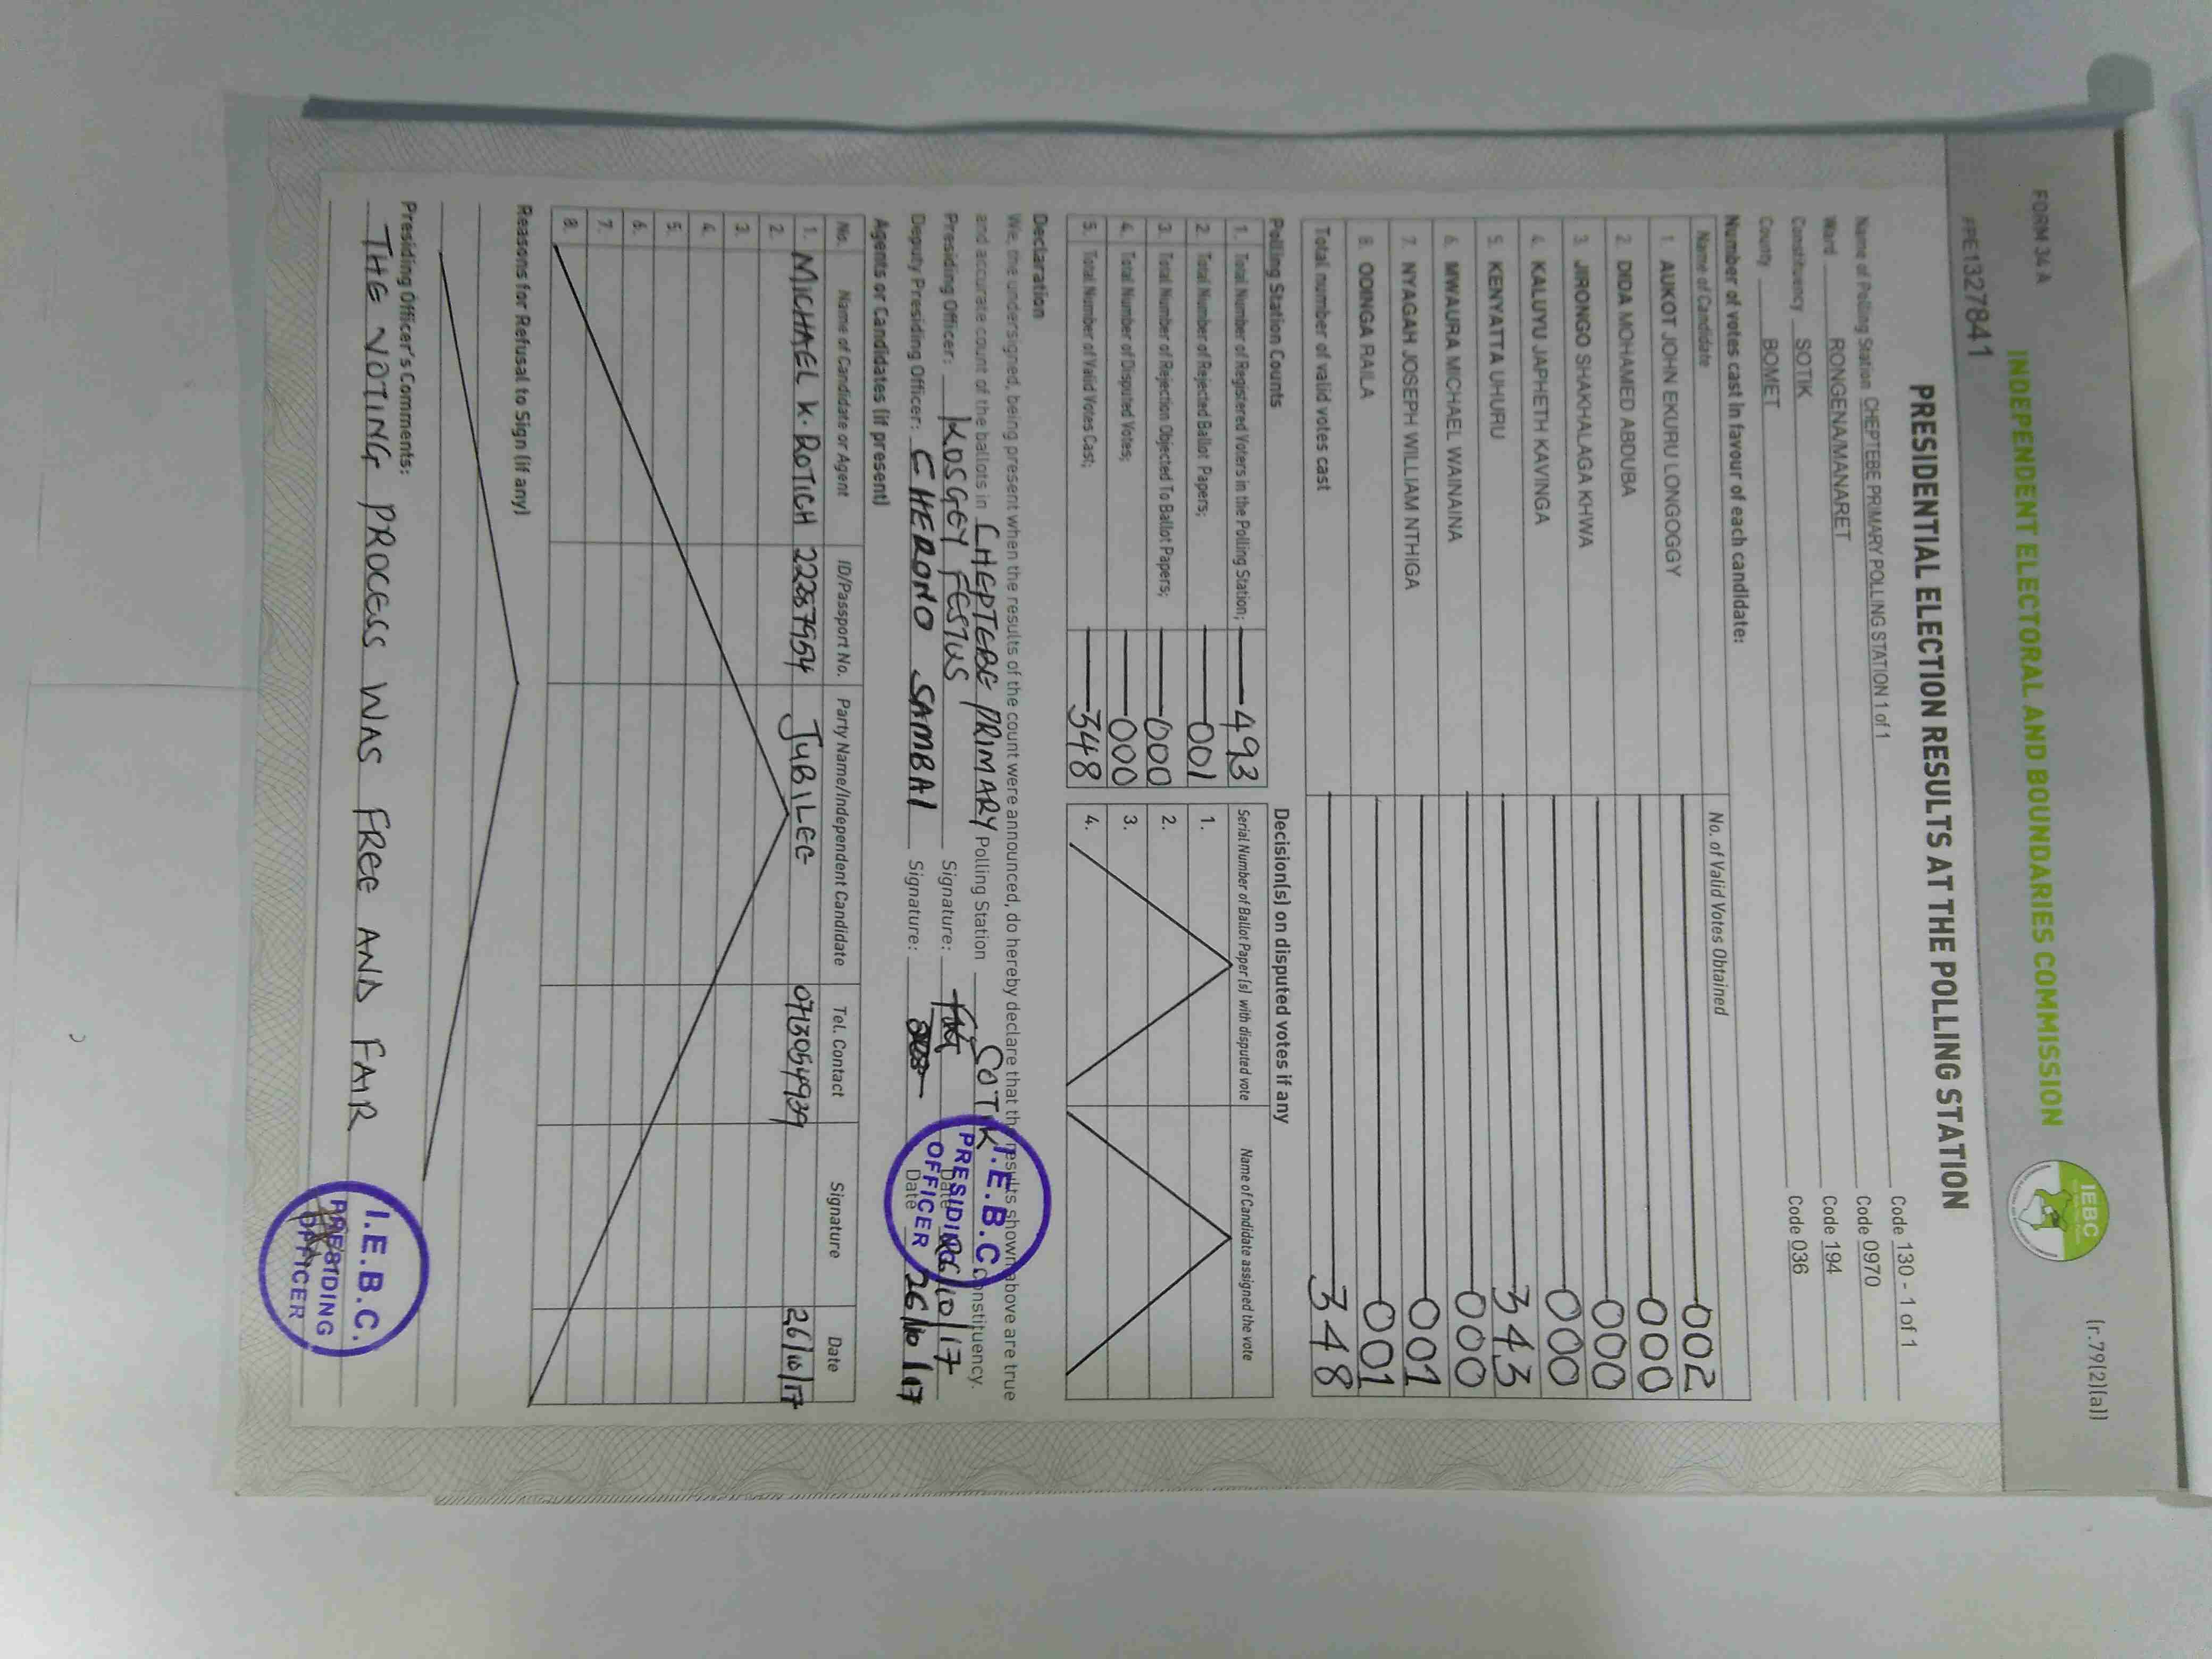 FORM 34 A
(r.79(2)(a))
INDEPENDENT ELECTORAL AND BOUNDARIES COMMISSION
IEBC
PPE1327841
PRESIDENTIAL ELECTION RESULTS AT THE POLLING STATION
Name of Polling Station CHEPTEBE PRIMARY POLLING STATION 1 of 1 Code 130 - 1 of 1
Ward RONGENA/MANARET Code 0970
Constituency SOTIK Code 194
County BOMET Code 036
Number of votes cast in favour of each candidate:
Name of Candidate No. of Valid Votes Obtained
1. AUKOT JOHN EKURU LONGOGGY 002
2. DIDA MOHAMED ABDUBA 000
3. JIRONGO SHAKHALAGA KHWA 000
4. KALUYU JAPHETH KAVINGA 000
5. KENYATTA UHURU 343
6. MWAURA MICHAEL WAINAINA 000
7. NYAGAH JOSEPH WILLIAM NTHIGA 001
8. ODINGA RAILA 001
Total number of valid votes cast 348
Polling Station Counts Decision(s) on disputed votes if any
1. Total Number of Registered Voters in the Polling Station; 493 Serial Number of Ballot Paper(s) with disputed vote Name of Candidate assigned the vote
2. Total Number of Rejected Ballot Papers; 001 1.
3. Total Number of Rejection Objected To Ballot Papers; 000 2.
4. Total Number of Disputed Votes; 000 3.
5. Total Number of Valid Votes Cast; 348 4.
Declaration
We, the undersigned, being present when the results of the count were announced, do hereby declare that the results shown above are true
and accurate count of the ballots in CHEPTEBE PRIMARY Polling Station SOTIK Constituency.
Presiding Officer: KOSGEY FESTUS Signature: Date 26/10/17
Deputy Presiding Officer: CHERONO SAMBAI Signature: Date 26/10/17
I.E.B.C.
PRESIDING
OFFICER
Agents or Candidates (if present)
No. Name of Candidate or Agent ID/Passport No. Party Name/Independent Candidate Tel. Contact Signature Date
1. MICHAEL K. ROTICH 22267954 JUBILEE 0713054939 26/10/17
2.
3.
4.
5.
6.
7.
8.
Reasons for Refusal to Sign (if any)
Presiding Officer's Comments:
THE VOTING PROCESS WAS FREE AND FAIR
I.E.B.C.
PRESIDING
OFFICER